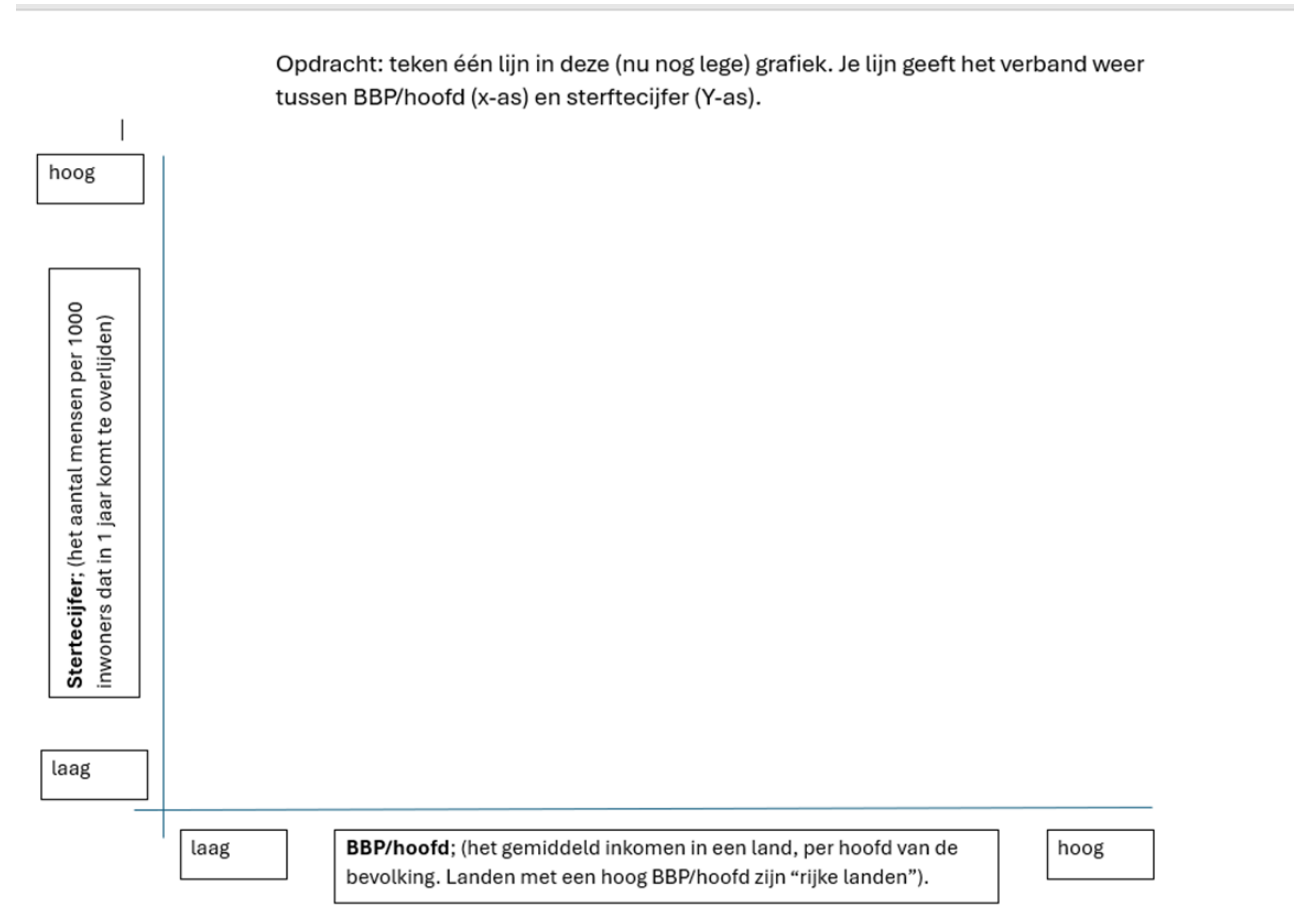 Opdracht: teken één lijn in deze (nu nog lege) grafiek. Je lijn geeft het verband weer
tussen BBP/hoofd (x-as) en sterftecijfer (Y-as).
hoog
Stertecijfer; (het aantal mensen per 1000
inwoners dat in 1 jaar komt te overlijden)
laag
laag
BBP/hoofd; (het gemiddeld inkomen in een land, per hoofd van de
bevolking. Landen met een hoog BBP/hoofd zijn “rijke landen”).
hoog